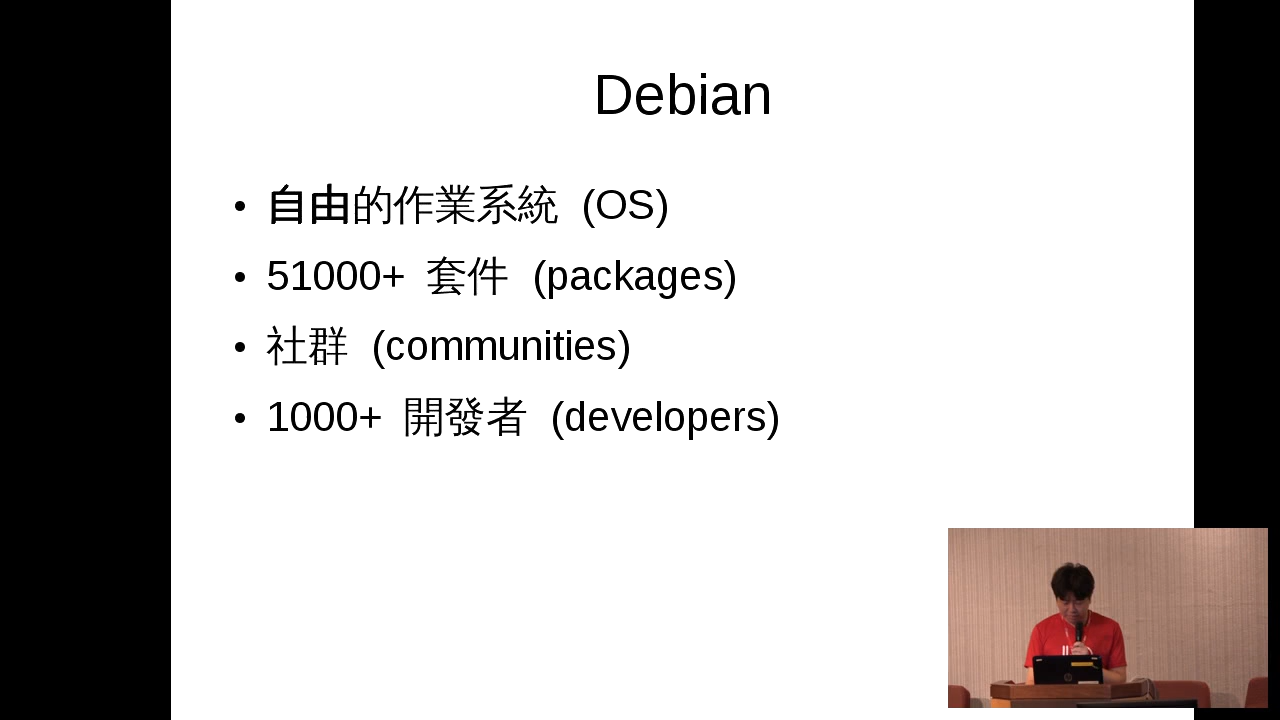 Debian
• 自由的作業系統 (OS)
• 51000+ 套件 (packages)
• 社群 (communities)
• 1000+ 開發者 (developers)